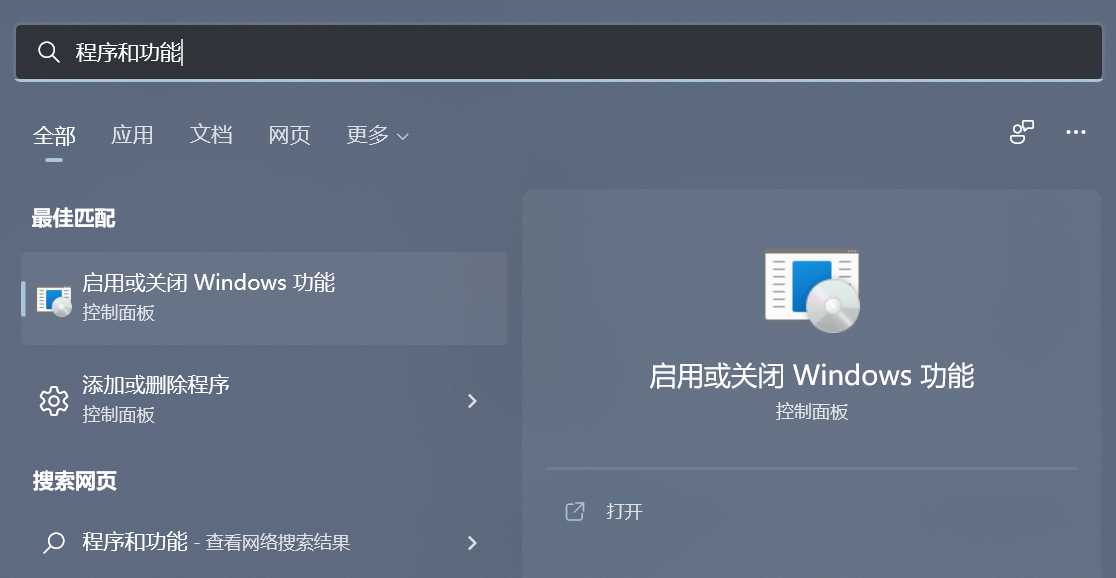 程序和功能
全部 应用 文档 网页 更多
最佳匹配
启用或关闭 Windows 功能
控制面板
添加或删除程序
控制面板
搜索网页
程序和功能 - 查看网络搜索结果
启用或关闭 Windows 功能
控制面板
打开